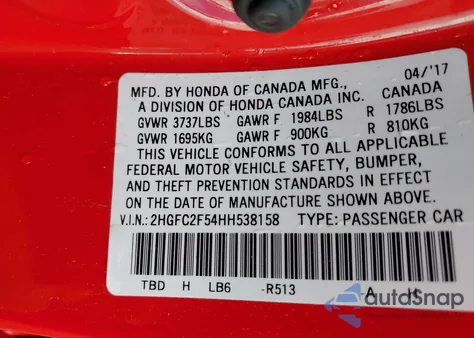 MFD. BY HONDA OF CANADA MFG., 04/'17
A DIVISION OF HONDA CANADA INC. CANADA
GVWR 3737LBS GAWR F 1984LBS R 1786LBS
GVWR 1695KG GAWR F 900KG R 810KG
THIS VEHICLE CONFORMS TO ALL APPLICABLE
FEDERAL MOTOR VEHICLE SAFETY, BUMPER,
AND THEFT PREVENTION STANDARDS IN EFFECT
ON THE DATE OF MANUFACTURE SHOWN ABOVE.
V.I.N.: 2HGFC2F54HH538158 TYPE: PASSENGER CAR
TBD H LB6 -R513 -A H
autoSnap